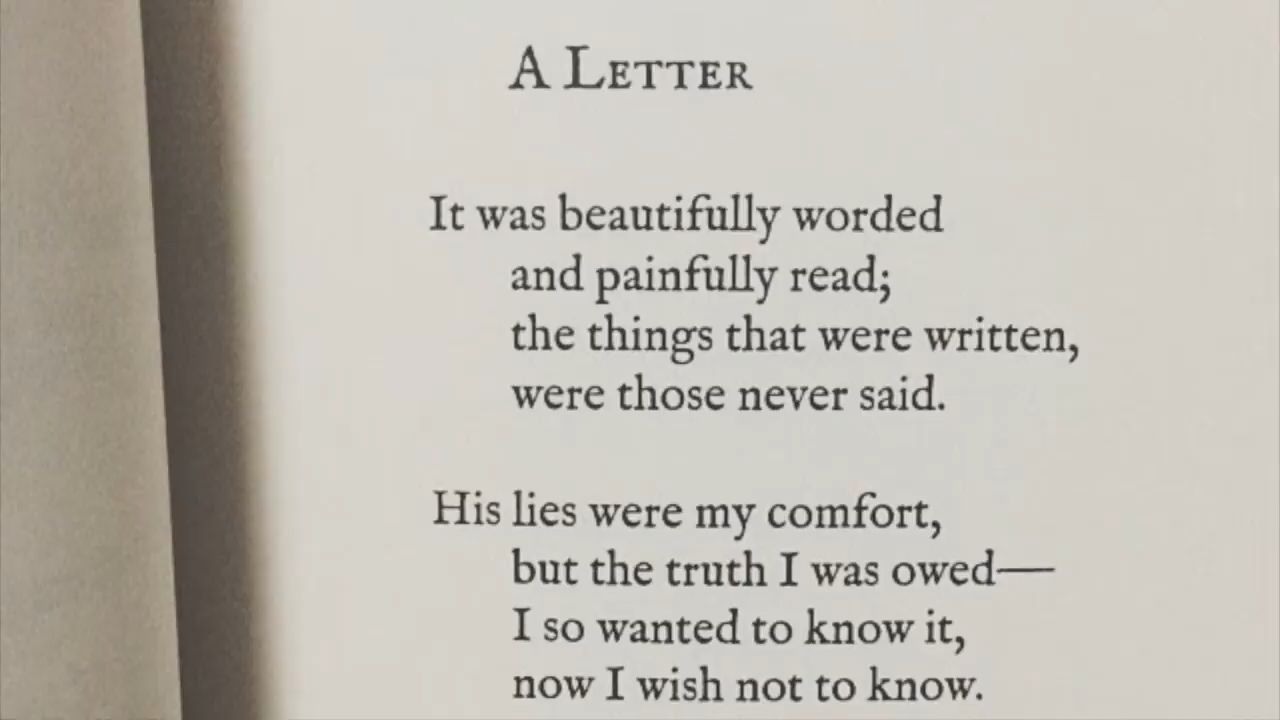 A LETTER
It was beautifully worded
and painfully read;
the things that were written,
were those never said.
His lies were my comfort,
but the truth I was owed—
I so wanted to know it,
now I wish not to know.